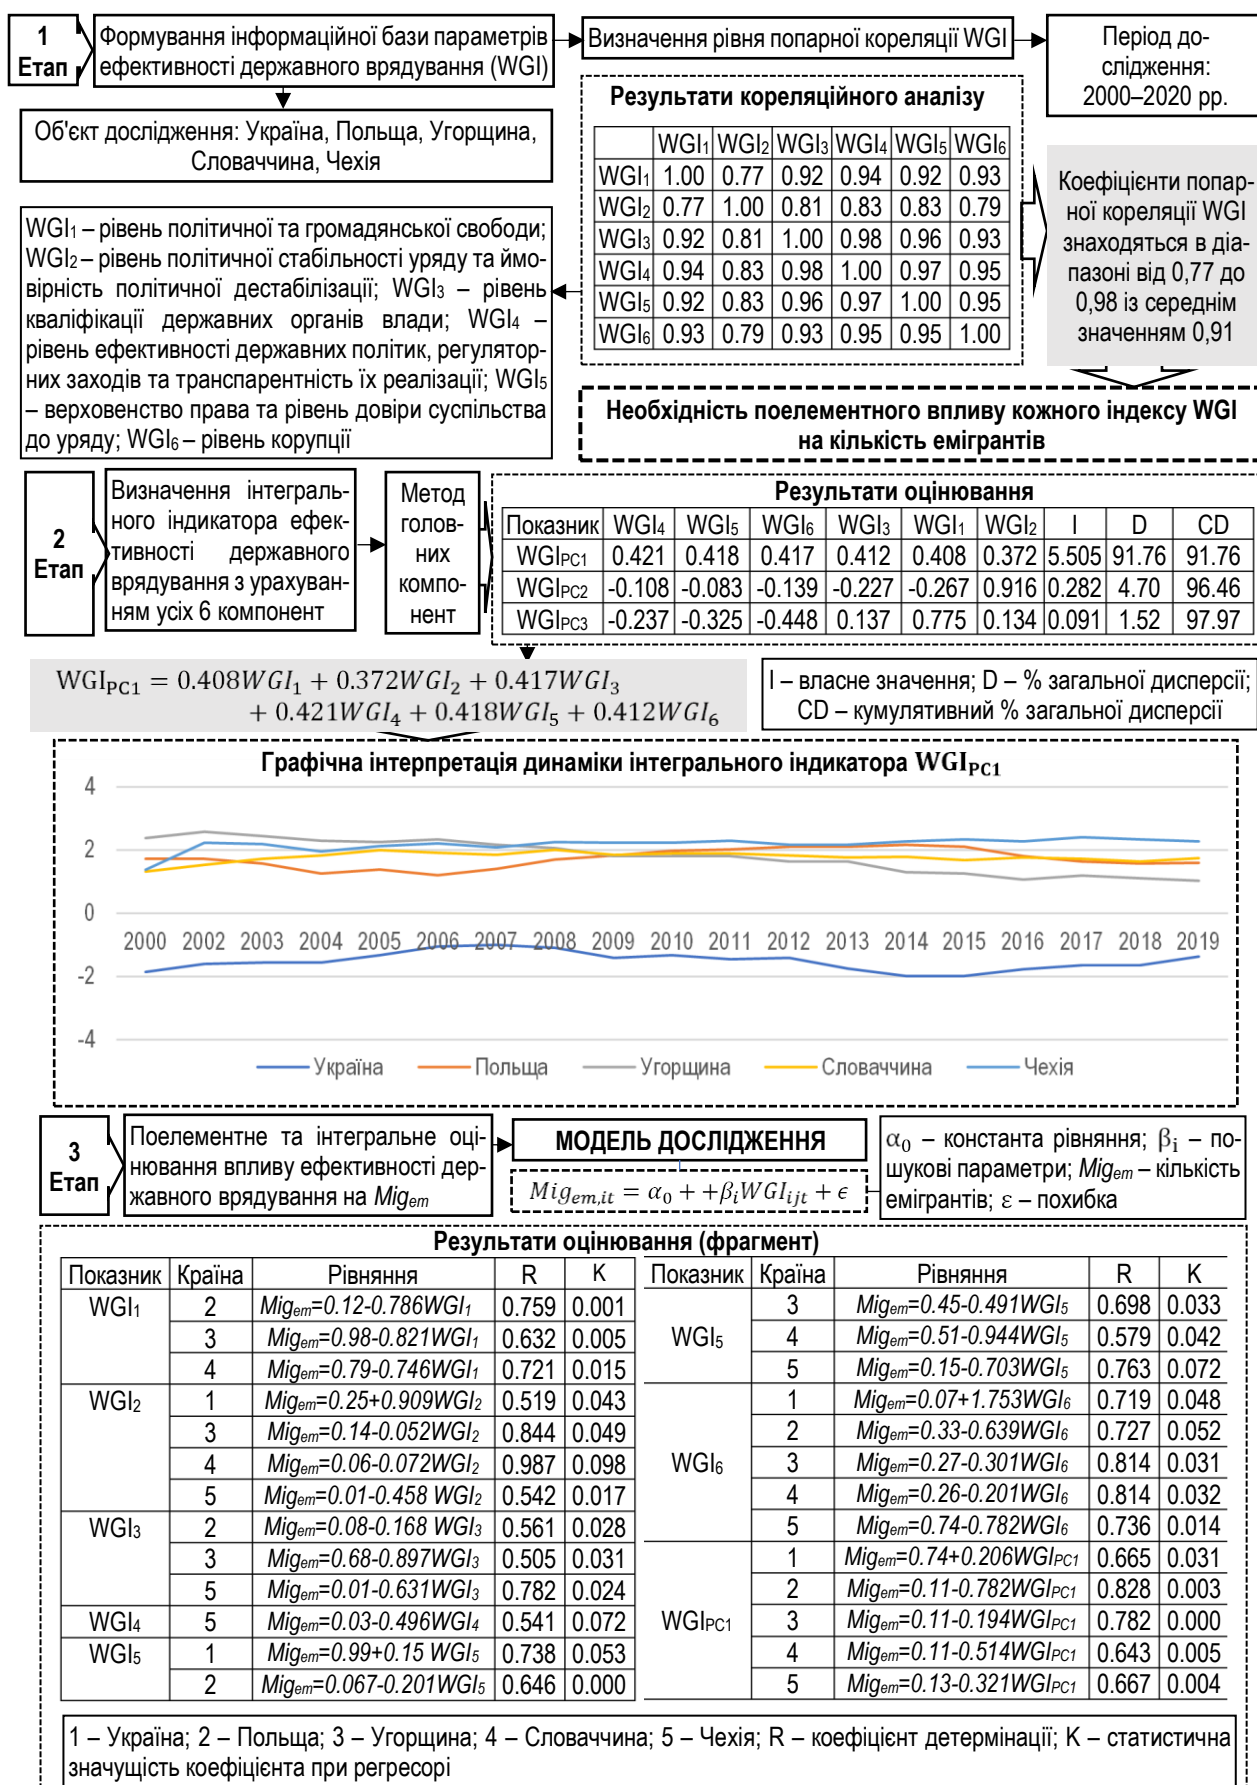 1
Етап
Формування інформаційної бази параметрів
ефективності державного врядування (WGI)
Визначення рівня попарної кореляції WGI
Період до-
слідження:
2000–2020 рр.
Об'єкт дослідження: Україна, Польща, Угорщина,
Словаччина, Чехія
Результати кореляційного аналізу
WGI₁ WGI₂ WGI₃ WGI₄ WGI₅ WGI₆
WGI₁ 1.00 0.77 0.92 0.94 0.92 0.93
WGI₂ 0.77 1.00 0.81 0.83 0.83 0.79
WGI₃ 0.92 0.81 1.00 0.98 0.96 0.93
WGI₄ 0.94 0.83 0.98 1.00 0.97 0.95
WGI₅ 0.92 0.83 0.96 0.97 1.00 0.95
WGI₆ 0.93 0.79 0.93 0.95 0.95 1.00
Коефіцієнти попар-
ної кореляції WGI
знаходяться в діа-
пазоні від 0,77 до
0,98 із середнім
значенням 0,91
WGI₁ – рівень політичної та громадянської свободи;
WGI₂ – рівень політичної стабільності уряду та ймо-
вірність політичної дестабілізації; WGI₃ – рівень
кваліфікації державних органів влади; WGI₄ –
рівень ефективності державних політик, регулятор-
них заходів та транспарентність їх реалізації; WGI₅
– верховенство права та рівень довіри суспільства
до уряду; WGI₆ – рівень корупції
Необхідність поелементного впливу кожного індексу WGI
на кількість емігрантів
2
Етап
Визначення інтеграль-
ного індикатора ефек-
тивності державного
врядування з урахуван-
ням усіх 6 компонент
Метод
голов-
них
компо-
нент
Результати оцінювання
Показник WGI₄ WGI₅ WGI₆ WGI₃ WGI₁ WGI₂ I D CD
WGIPC1 0.421 0.418 0.417 0.412 0.408 0.372 5.505 91.76 91.76
WGIPC2 -0.108 -0.083 -0.139 -0.227 -0.267 0.916 0.282 4.70 96.46
WGIPC3 -0.237 -0.325 -0.448 0.137 0.775 0.134 0.091 1.52 97.97
WGIPC1 = 0.408WGI₁ + 0.372WGI₂ + 0.417WGI₃
+ 0.421WGI₄ + 0.418WGI₅ + 0.412WGI₆
I – власне значення; D – % загальної дисперсії;
CD – кумулятивний % загальної дисперсії
Графічна інтерпретація динаміки інтегрального індикатора WGIPC1
4
2
0
2000 2002 2003 2004 2005 2006 2007 2008 2009 2010 2011 2012 2013 2014 2015 2016 2017 2018 2019
-2
-4
Україна Польща Угорщина Словаччина Чехія
3
Етап
Поелементне та інтегральне оці-
нювання впливу ефективності дер-
жавного врядування на Migem
МОДЕЛЬ ДОСЛІДЖЕННЯ
Migem,it = α₀ + +βᵢWGIijt + ϵ
α₀ – константа рівняння; βᵢ – по-
шукові параметри; Migem – кількість
емігрантів; ε – похибка
Результати оцінювання (фрагмент)
Показник Країна Рівняння R K
WGI₁ 2 Migem=0.12-0.786WGI₁ 0.759 0.001
3 Migem=0.98-0.821WGI₁ 0.632 0.005
4 Migem=0.79-0.746WGI₁ 0.721 0.015
WGI₂ 1 Migem=0.25+0.909WGI₂ 0.519 0.043
3 Migem=0.14-0.052WGI₂ 0.844 0.049
4 Migem=0.06-0.072WGI₂ 0.987 0.098
5 Migem=0.01-0.458 WGI₂ 0.542 0.017
WGI₃ 2 Migem=0.08-0.168 WGI₃ 0.561 0.028
3 Migem=0.68-0.897WGI₃ 0.505 0.031
5 Migem=0.01-0.631WGI₃ 0.782 0.024
WGI₄ 5 Migem=0.03-0.496WGI₄ 0.541 0.072
WGI₅ 1 Migem=0.99+0.15 WGI₅ 0.738 0.053
2 Migem=0.067-0.201WGI₅ 0.646 0.000
Показник Країна Рівняння R K
WGI₅ 3 Migem=0.45-0.491WGI₅ 0.698 0.033
4 Migem=0.51-0.944WGI₅ 0.579 0.042
5 Migem=0.15-0.703WGI₅ 0.763 0.072
WGI₆ 1 Migem=0.07+1.753WGI₆ 0.719 0.048
2 Migem=0.33-0.639WGI₆ 0.727 0.052
3 Migem=0.27-0.301WGI₆ 0.814 0.031
4 Migem=0.26-0.201WGI₆ 0.814 0.032
5 Migem=0.74-0.782WGI₆ 0.736 0.014
WGIPC1 1 Migem=0.74+0.206WGIPC1 0.665 0.031
2 Migem=0.11-0.782WGIPC1 0.828 0.003
3 Migem=0.11-0.194WGIPC1 0.782 0.000
4 Migem=0.11-0.514WGIPC1 0.643 0.005
5 Migem=0.13-0.321WGIPC1 0.667 0.004
1 – Україна; 2 – Польща; 3 – Угорщина; 4 – Словаччина; 5 – Чехія; R – коефіцієнт детермінації; K – статистична
значущість коефіцієнта при регресорі